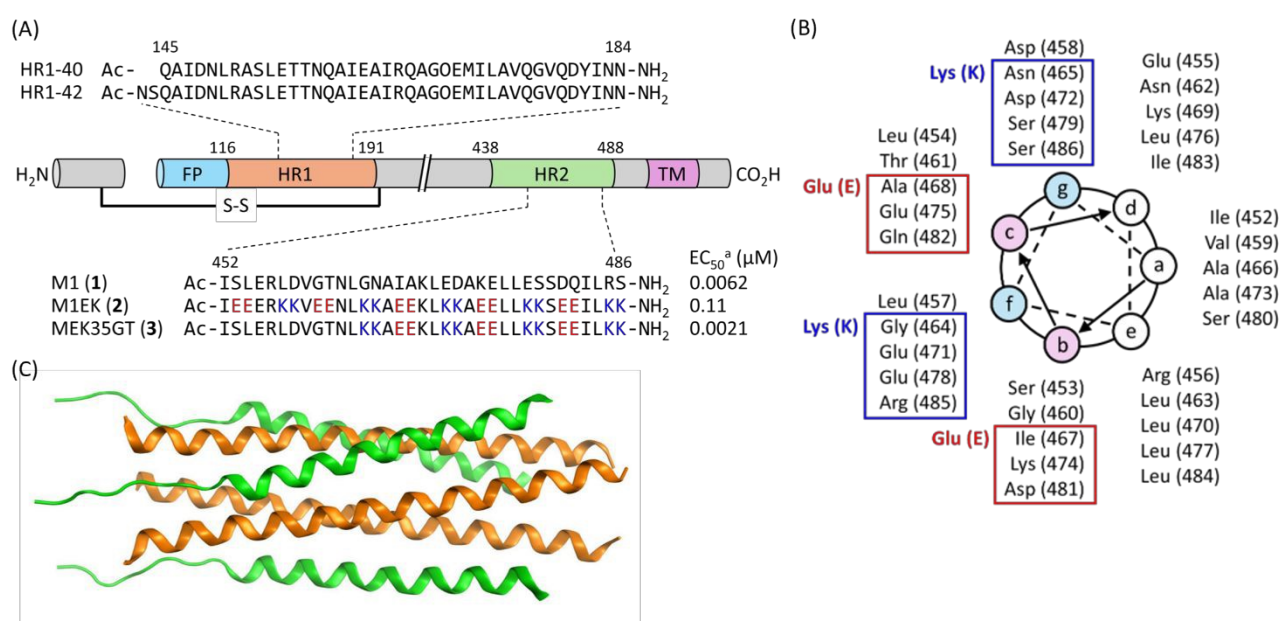 (A)
145 184
HR1-40 Ac- QAIDNLRASLETTNQAIEAIRQAGOEMILAVQGVQDYINN-NH2
HR1-42 Ac-NSQAIDNLRASLETTNQAIEAIRQAGOEMILAVQGVQDYINN-NH2
116 191 438 488
H2N FP HR1 HR2 TM CO2H
S-S
452 486 EC50a (μM)
M1 (1) Ac-ISLERLDVGTNLGNAIAKLEDAKELLESSDQILRS-NH2 0.0062
M1EK (2) Ac-IEERKKVEENLKKAEEKLKKAEELLKKSEEILKK-NH2 0.11
MEK35GT (3) Ac-ISLERLDVGTNLKKAEEKLKKAEELLKKSEEILKK-NH2 0.0021
(B)
Asp (458)
Lys (K)
Asn (465)
Asp (472)
Ser (479)
Ser (486)
Glu (455)
Asn (462)
Lys (469)
Leu (476)
Ile (483)
Leu (454)
Thr (461)
Glu (E)
Ala (468)
Glu (475)
Gln (482)
g
d
c
a
f
e
b
Ile (452)
Val (459)
Ala (466)
Ala (473)
Ser (480)
Leu (457)
Lys (K)
Gly (464)
Glu (471)
Glu (478)
Arg (485)
Ser (453)
Gly (460)
Glu (E)
Ile (467)
Lys (474)
Asp (481)
Arg (456)
Leu (463)
Leu (470)
Leu (477)
Leu (484)
(C)